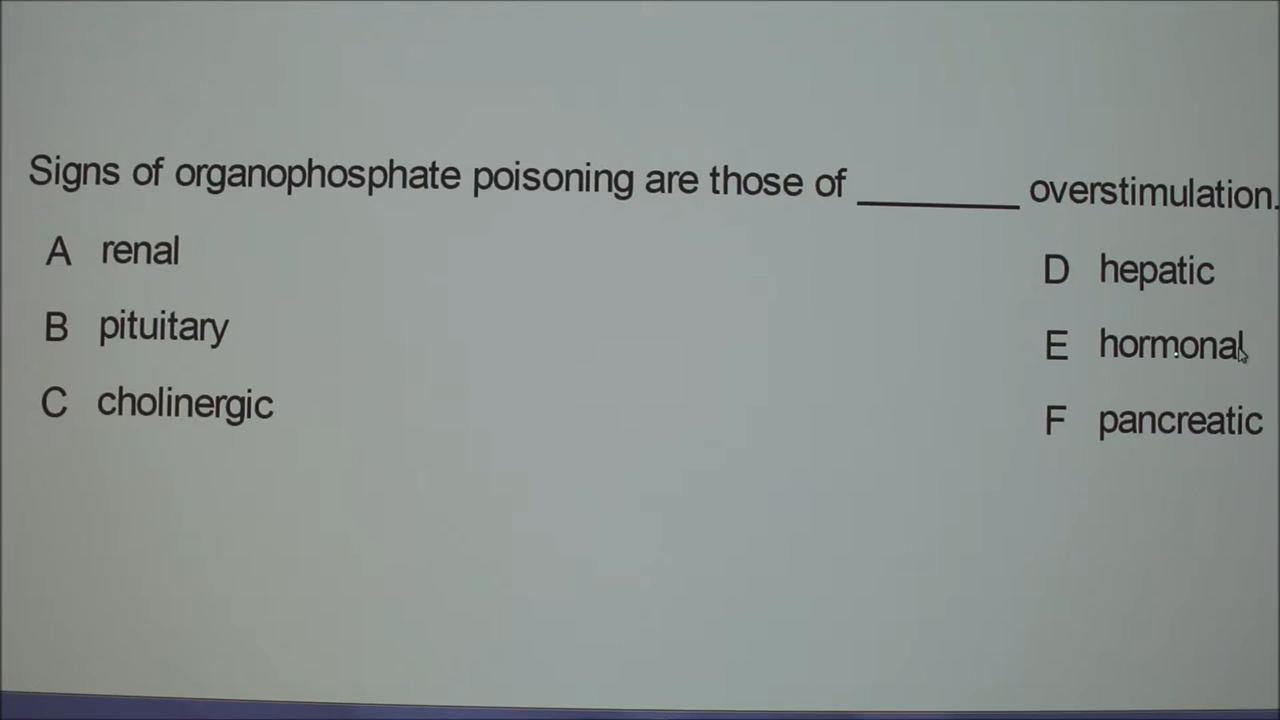 Signs of organophosphate poisoning are those of ________ overstimulation.
A renal
B pituitary
C cholinergic
D hepatic
E hormonal
F pancreatic